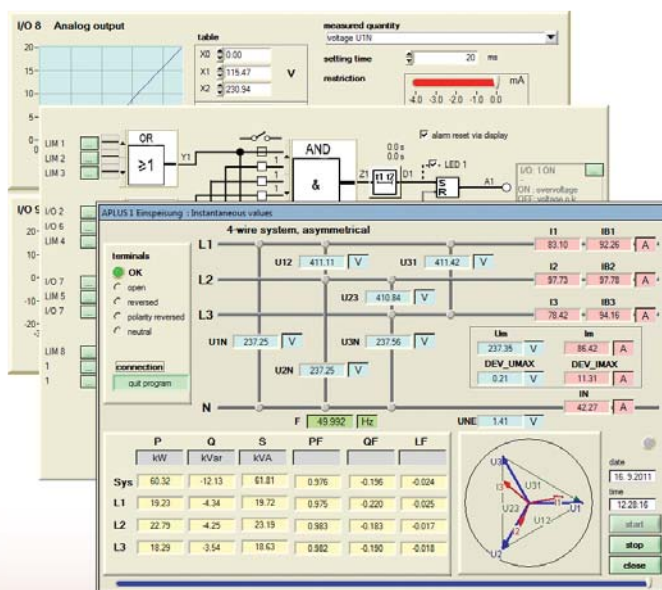 I/O 8 Analog output
20-
15-
10-
5-
0-
table
X0 0.00
X1 115.47 V
X2 230.94
measured quantity
voltage U1N
setting time 20 ms
restriction
mA
-4.0 -3.0 -2.0 -1.0 0.0
LIM 1 ...
LIM 2 ...
LIM 3 ...
OR
≥1
Y1
1
1
1
AND
&
0.0 s
0.0 s
Z1
t1 t2
D1
alarm reset via display
LED 1
S
R
A1
I/O: 1 ON
ON : overvoltage
OFF: voltage o.k.
I/O 9
I/O 2 ...
I/O 6 ...
LIM 4 ...
I/O 7 ...
LIM 5 ...
I/O 7 ...
LIM 8 ...
1 ...
1 ...
APLUS 1 Einspeisung : Instantaneous values
terminals
OK
open
reversed
polarity reversed
neutral
connection
quit program
4-wire system, asymmetrical
L1
L2
L3
N
U12 411.11 V
U31 411.42 V
U23 410.84 V
U1N 237.25 V
U3N 237.56 V
U2N 237.25 V
I1 IB1
83.10 92.26 A
I2 IB2
97.73 97.78 A
I3 IB3
78.42 94.16 A
Um Im
237.35 V 86.42 A
DEV_UMAX DEV_IMAX
0.21 V 11.31 A
IN
42.27 A
F 49.992 Hz
UNE 1.41 V
P Q S PF QF LF
kW kVar kVA
Sys 60.32 -12.13 61.81 0.976 -0.196 -0.024
L1 19.23 -4.34 19.72 0.975 -0.220 -0.025
L2 22.79 -4.25 23.19 0.983 -0.183 -0.017
L3 18.29 -3.54 18.63 0.982 -0.190 -0.018
U3
I3
U31
I1
U1
U23
U12
I2
U2
date
16. 9.2011
time
12:28:16
start
stop
close